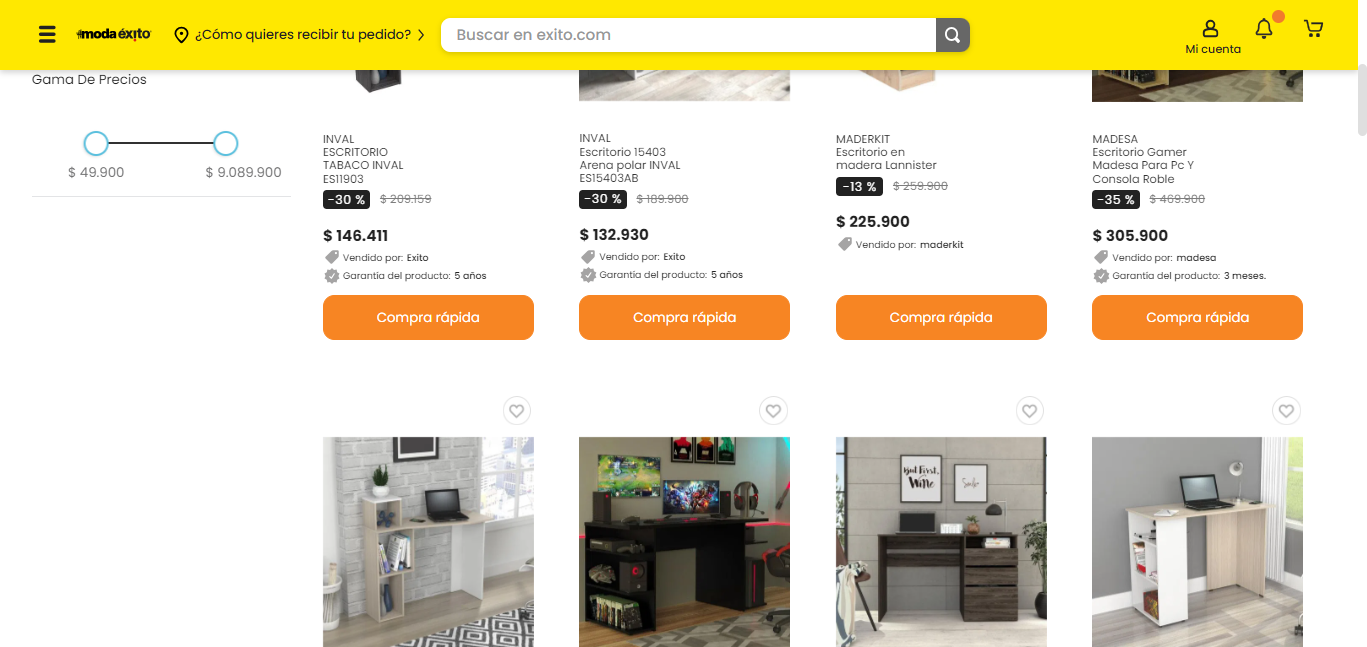 moda éxito
¿Cómo quieres recibir tu pedido?
Buscar en exito.com
Mi cuenta
Gama De Precios
$ 49.900
$ 9.089.900
INVAL
ESCRITORIO
TABACO INVAL
ES11903
-30 %
$ 209.159
$ 146.411
Vendido por: Exito
Garantía del producto: 5 años
Compra rápida
INVAL
Escritorio 15403
Arena polar INVAL
ES15403AB
-30 %
$ 189.900
$ 132.930
Vendido por: Exito
Garantía del producto: 5 años
Compra rápida
MADERKIT
Escritorio en
madera Lannister
-13 %
$ 259.900
$ 225.900
Vendido por: maderkit
Compra rápida
MADESA
Escritorio Gamer
Madesa Para Pc Y
Consola Roble
-35 %
$ 469.900
$ 305.900
Vendido por: madesa
Garantía del producto: 3 meses.
Compra rápida
But First,
Wine